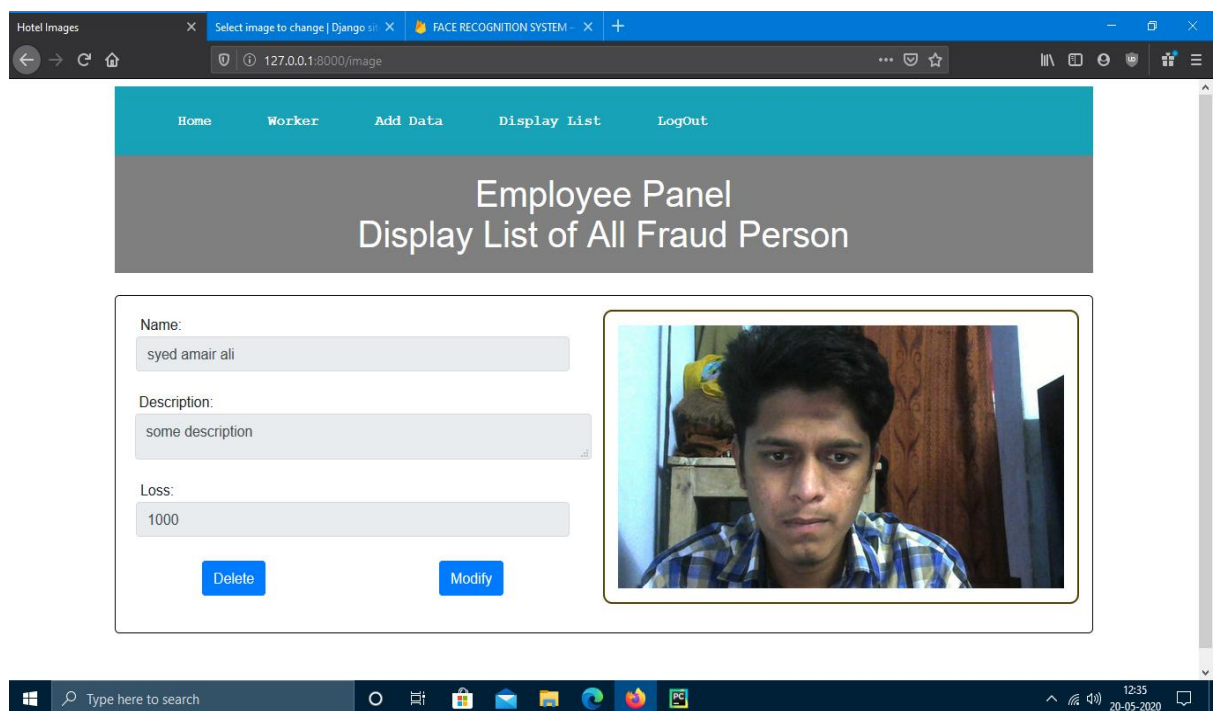 Hotel Images
Select image to change | Django sit
FACE RECOGNITION SYSTEM -
127.0.0.1:8000/image
Home Worker Add Data Display List LogOut
Employee Panel
Display List of All Fraud Person
Name:
syed amair ali
Description:
some description
Loss:
1000
Delete Modify
Type here to search
PC
12:35
20-05-2020